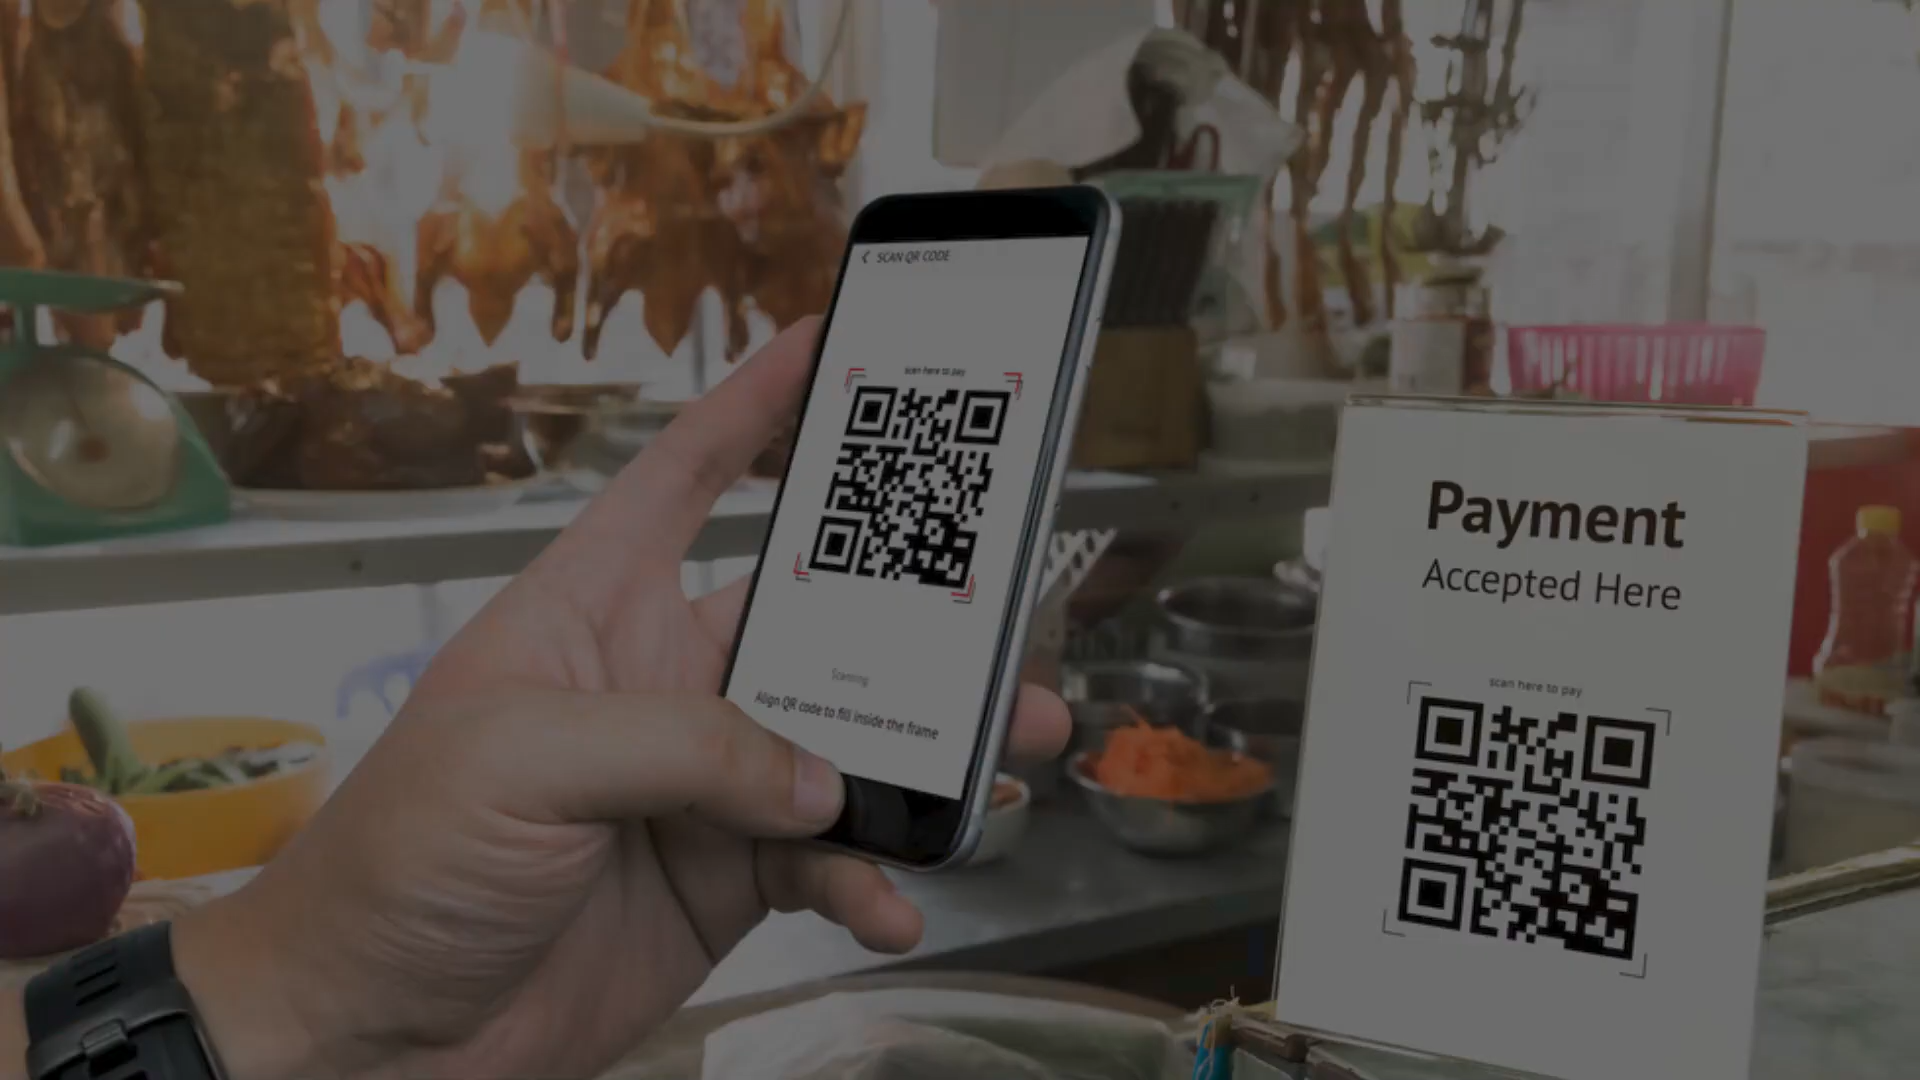 SCAN QR CODE
scan here to pay
Scanning
Align QR code to fill inside the frame
Payment
Accepted Here
scan here to pay